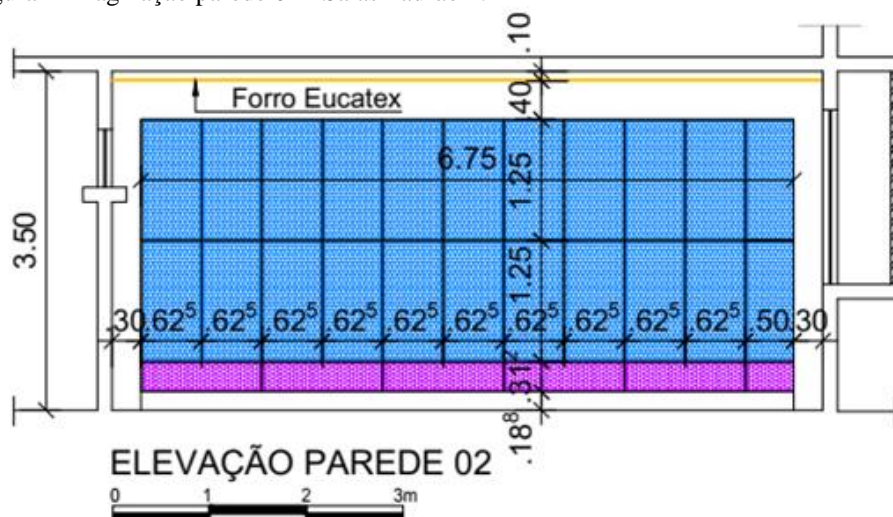 .10
Forro Eucatex
.40
6.75
1.25
3.50
1.25
.30 .62⁵ .62⁵ .62⁵ .62⁵ .62⁵ .62⁵ .62⁵ .62⁵ .62⁵ .62⁵ .50 .30
.31²
.18⁸
ELEVAÇÃO PAREDE 02
0 1 2 3m